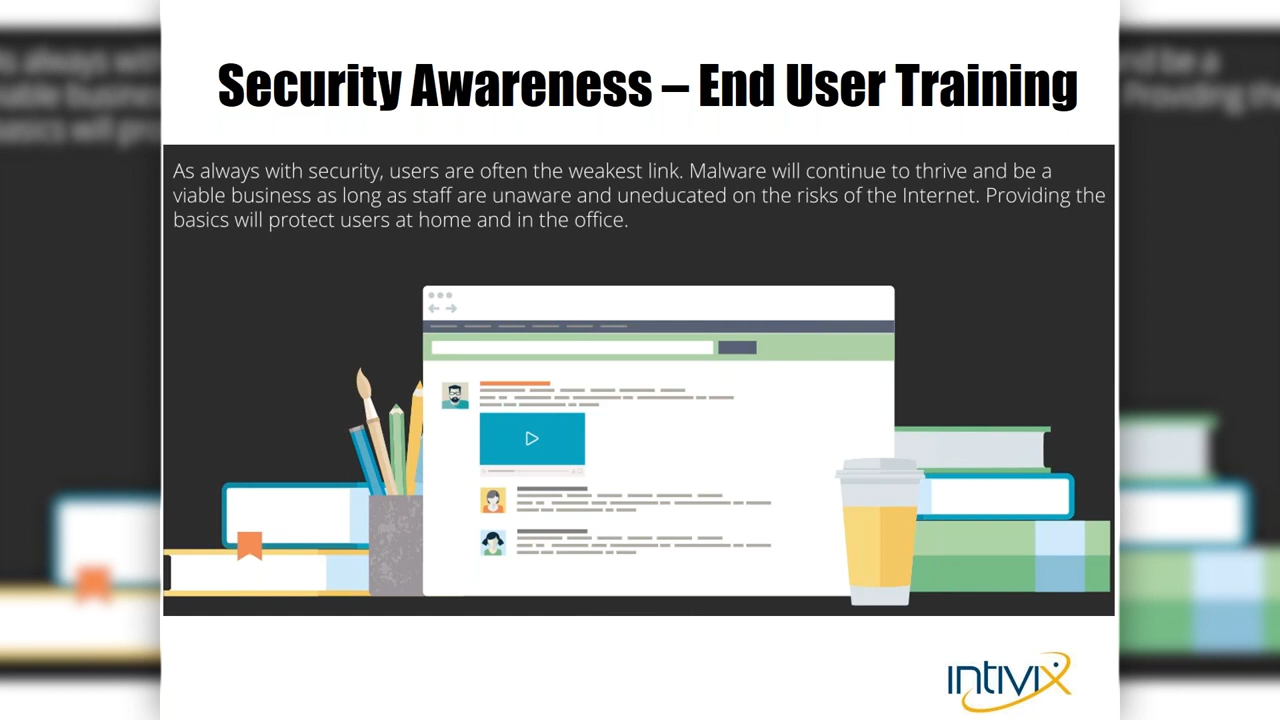 Security Awareness – End User Training
As always with security, users are often the weakest link. Malware will continue to thrive and be a
viable business as long as staff are unaware and uneducated on the risks of the Internet. Providing the
basics will protect users at home and in the office.
intivix